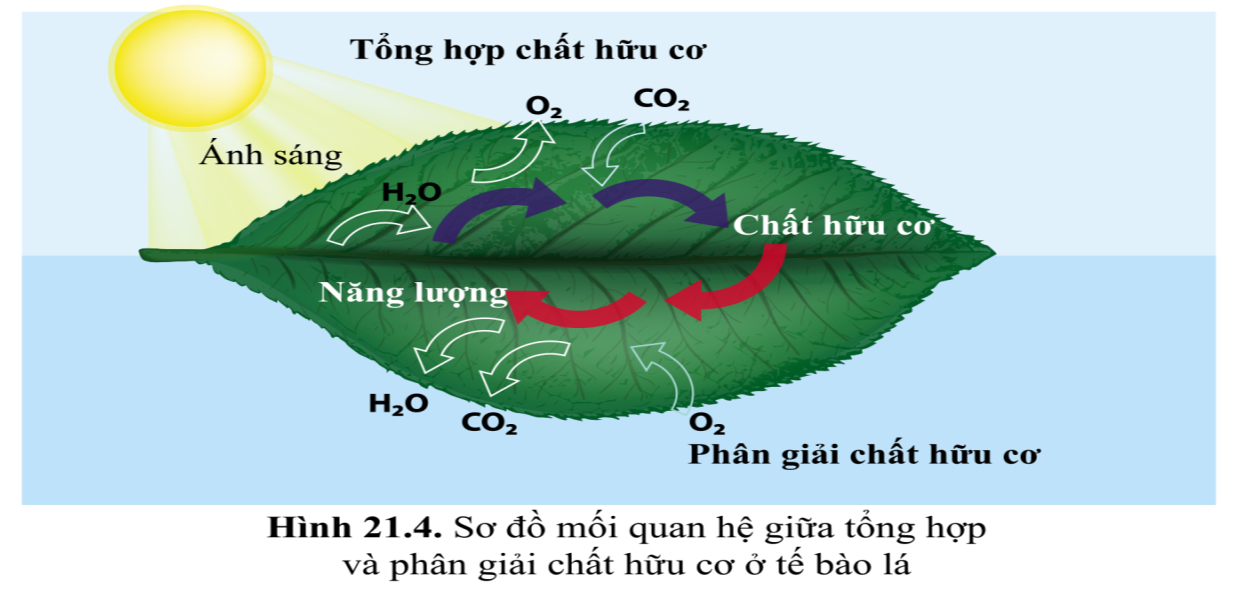 Tổng hợp chất hữu cơ
O₂
CO₂
Ánh sáng
H₂O
Chất hữu cơ
Năng lượng
H₂O
CO₂
O₂
Phân giải chất hữu cơ
Hình 21.4. Sơ đồ mối quan hệ giữa tổng hợp
và phân giải chất hữu cơ ở tế bào lá